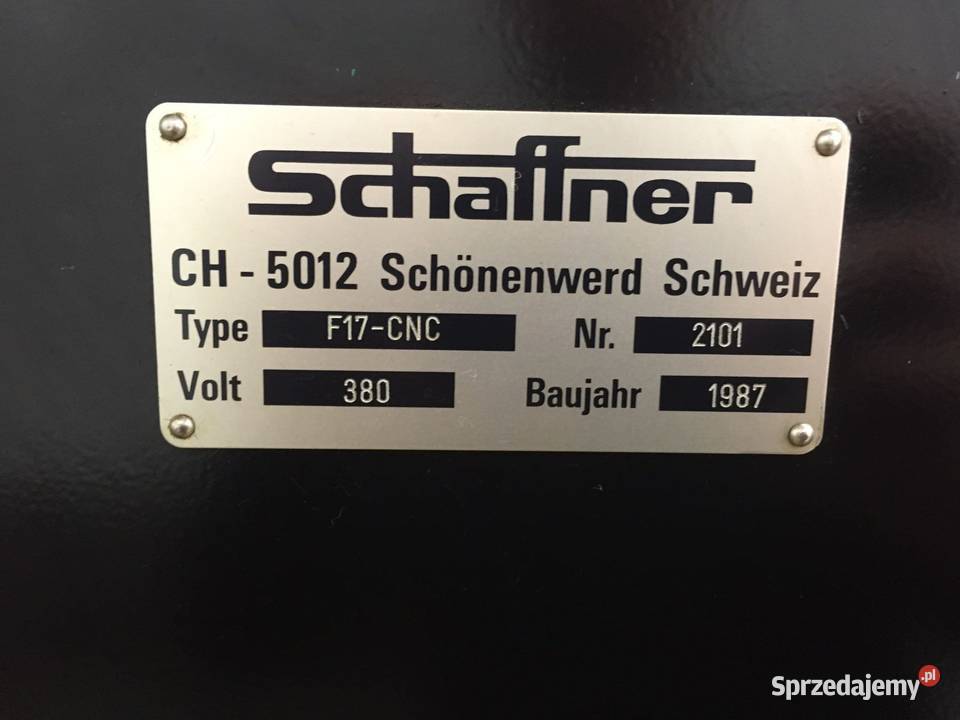 Schaffner
CH - 5012 Schönenwerd Schweiz
Type F17-CNC Nr. 2101
Volt 380 Baujahr 1987
Sprzedajemy.pl